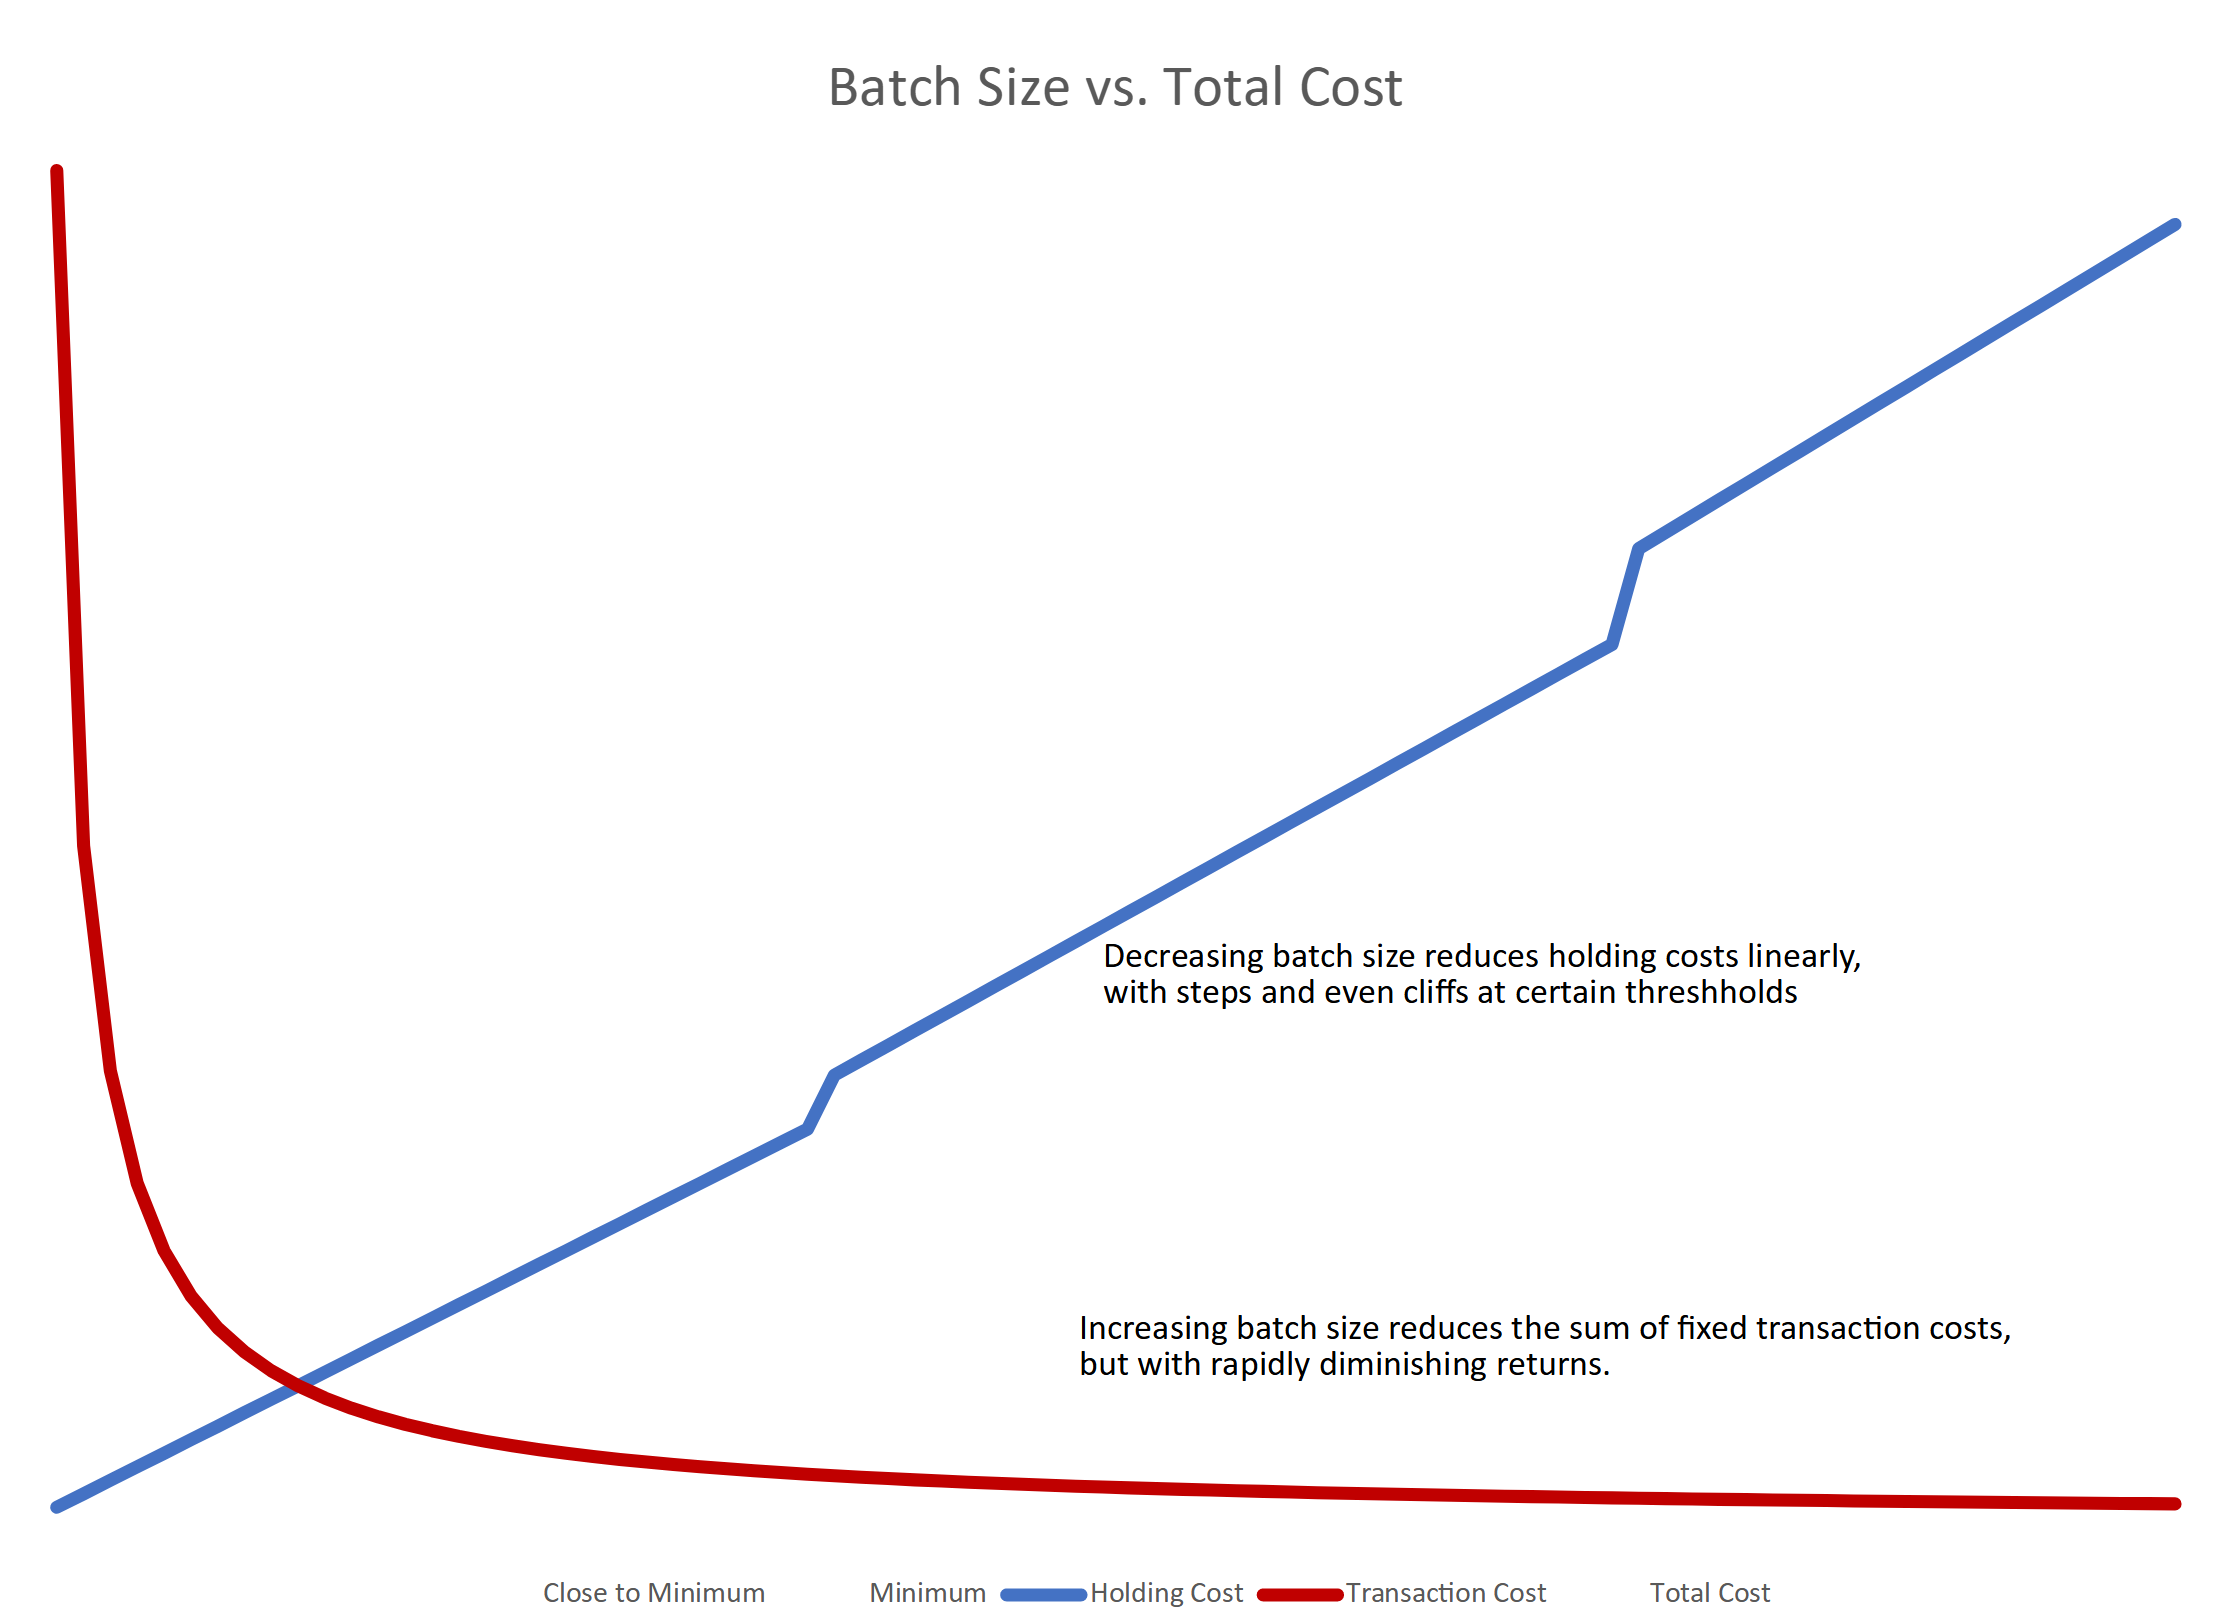 Batch Size vs. Total Cost
Decreasing batch size reduces holding costs linearly,
with steps and even cliffs at certain threshholds
Increasing batch size reduces the sum of fixed transaction costs,
but with rapidly diminishing returns.
Close to Minimum Minimum Holding Cost Transaction Cost Total Cost